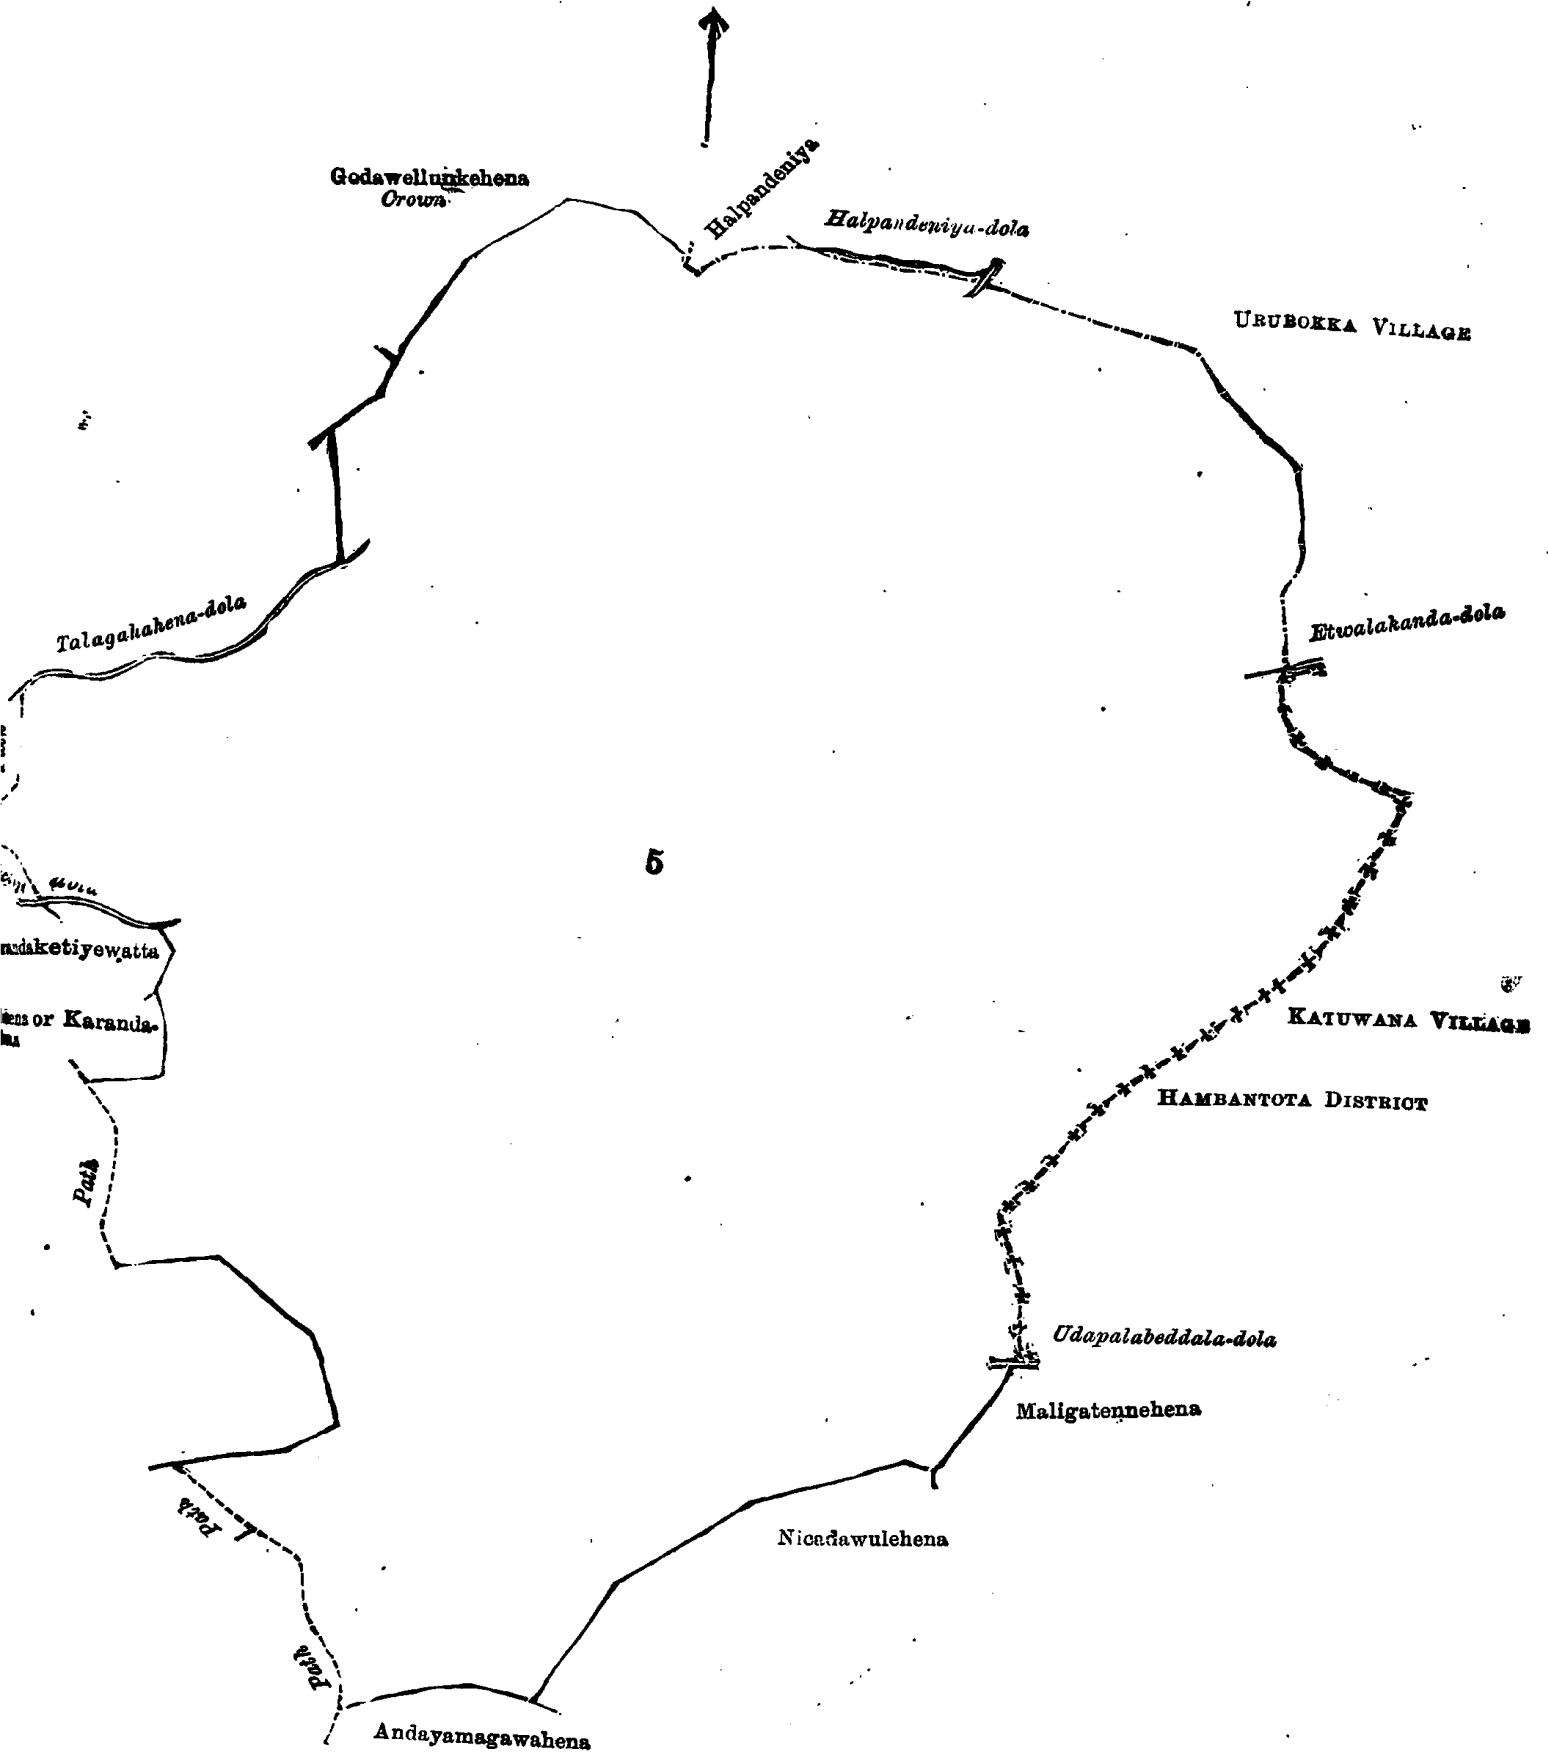 Halpandeniya
Godawellunkehena
Crown
Halpandeniya-dola
URUBOKKA VILLAGE
Talagahahena-dola
Etwalakanda-dola
5
or Karanda-
KATUWANA VILLAGE
HAMBANTOTA DISTRICT
Path
Udapalabeddala-dola
Maligatennehena
Path
Nicadawulehena
Path
Andayamagawahena